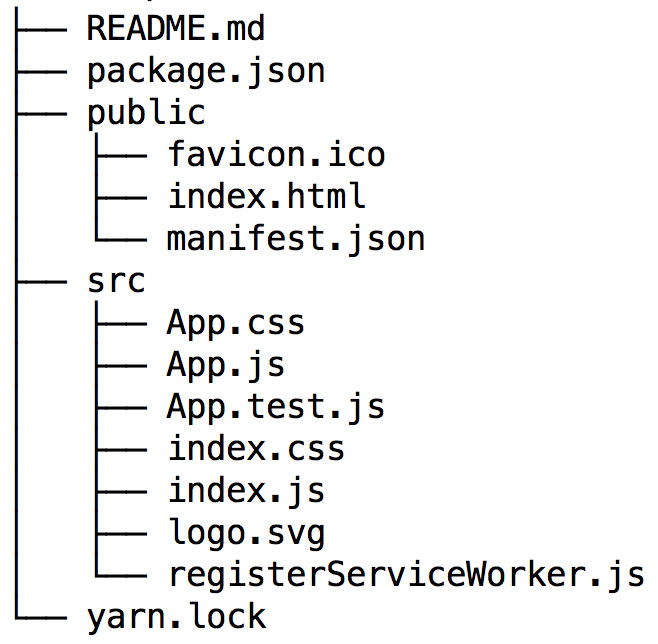 ├── README.md
├── package.json
├── public
│   ├── favicon.ico
│   ├── index.html
│   └── manifest.json
├── src
│   ├── App.css
│   ├── App.js
│   ├── App.test.js
│   ├── index.css
│   ├── index.js
│   ├── logo.svg
│   └── registerServiceWorker.js
└── yarn.lock